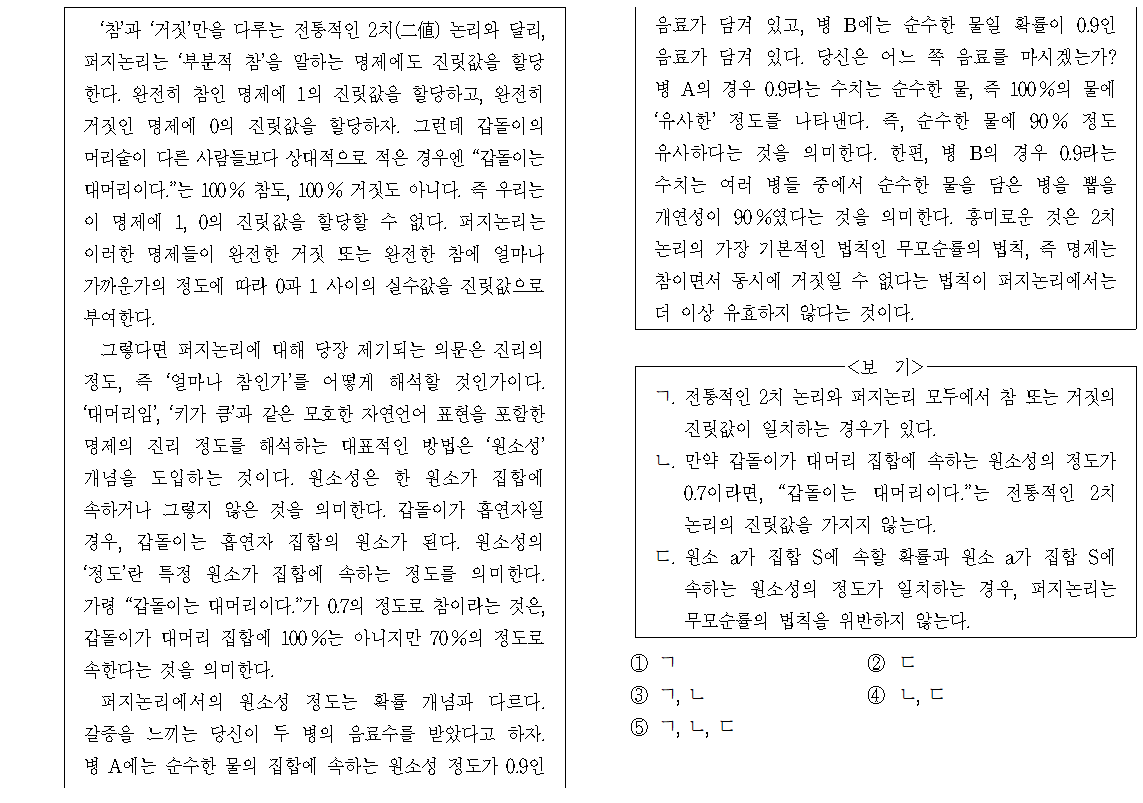 ‘참’과 ‘거짓’만을 다루는 전통적인 2치(二値) 논리와 달리,
퍼지논리는 ‘부분적 참’을 말하는 명제에도 진릿값을 할당
한다. 완전히 참인 명제에 1의 진릿값을 할당하고, 완전히
거짓인 명제에 0의 진릿값을 할당하자. 그런데 갑돌이의
머리숱이 다른 사람들보다 상대적으로 적은 경우엔 “갑돌이는
대머리이다.”는 100% 참도, 100% 거짓도 아니다. 즉 우리는
이 명제에 1, 0의 진릿값을 할당할 수 없다. 퍼지논리는
이러한 명제들이 완전한 거짓 또는 완전한 참에 얼마나
가까운가의 정도에 따라 0과 1 사이의 실수값을 진릿값으로
부여한다.
그렇다면 퍼지논리에 대해 당장 제기되는 의문은 진리의
정도, 즉 ‘얼마나 참인가’를 어떻게 해석할 것인가이다.
‘대머리임’, ‘키가 큼’과 같은 모호한 자연언어 표현을 포함한
명제의 진리 정도를 해석하는 대표적인 방법은 ‘원소성’
개념을 도입하는 것이다. 원소성은 한 원소가 집합에
속하거나 그렇지 않은 것을 의미한다. 갑돌이가 흡연자일
경우, 갑돌이는 흡연자 집합의 원소가 된다. 원소성의
‘정도’란 특정 원소가 집합에 속하는 정도를 의미한다.
가령 “갑돌이는 대머리이다.”가 0.7의 정도로 참이라는 것은,
갑돌이가 대머리 집합에 100%는 아니지만 70%의 정도로
속한다는 것을 의미한다.
퍼지논리에서의 원소성 정도는 확률 개념과 다르다.
갈증을 느끼는 당신이 두 병의 음료수를 받았다고 하자.
병 A에는 순수한 물의 집합에 속하는 원소성 정도가 0.9인
음료가 담겨 있고, 병 B에는 순수한 물일 확률이 0.9인
음료가 담겨 있다. 당신은 어느 쪽 음료를 마시겠는가?
병 A의 경우 0.9라는 수치는 순수한 물, 즉 100%의 물에
‘유사한’ 정도를 나타낸다. 즉, 순수한 물에 90% 정도
유사하다는 것을 의미한다. 한편, 병 B의 경우 0.9라는
수치는 여러 병들 중에서 순수한 물을 담은 병을 뽑을
개연성이 90%였다는 것을 의미한다. 흥미로운 것은 2치
논리의 가장 기본적인 법칙인 무모순률의 법칙, 즉 명제는
참이면서 동시에 거짓일 수 없다는 법칙이 퍼지논리에서는
더 이상 유효하지 않다는 것이다.
<보 기>
ㄱ. 전통적인 2치 논리와 퍼지논리 모두에서 참 또는 거짓의
진릿값이 일치하는 경우가 있다.
ㄴ. 만약 갑돌이가 대머리 집합에 속하는 원소성의 정도가
0.7이라면, “갑돌이는 대머리이다.”는 전통적인 2치
논리의 진릿값을 가지지 않는다.
ㄷ. 원소 a가 집합 S에 속할 확률과 원소 a가 집합 S에
속하는 원소성의 정도가 일치하는 경우, 퍼지논리는
무모순률의 법칙을 위반하지 않는다.
① ㄱ ② ㄷ
③ ㄱ, ㄴ ④ ㄴ, ㄷ
⑤ ㄱ, ㄴ, ㄷ